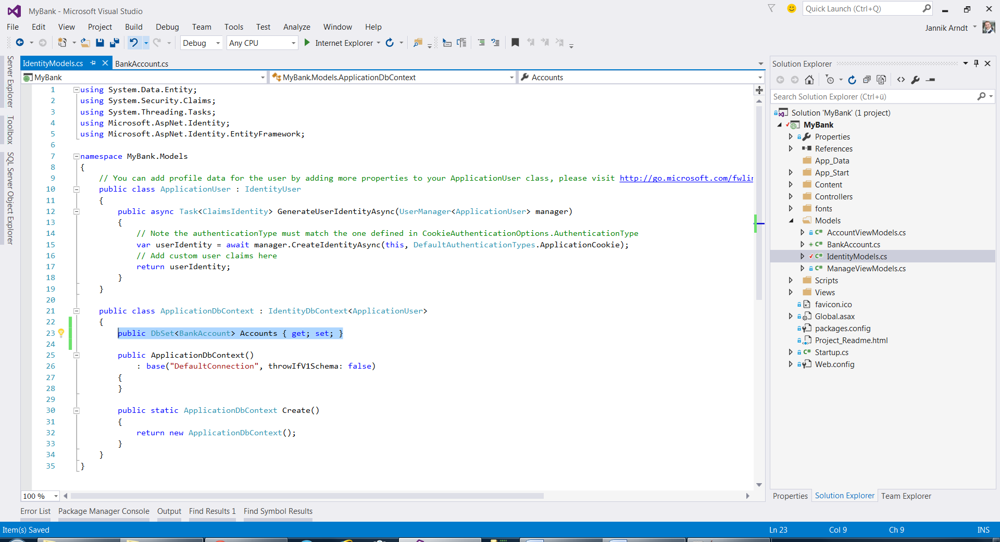 MyBank - Microsoft Visual Studio
Quick Launch (Ctrl+Q)
File Edit View Project Build Debug Team Tools Test Analyze Window Help
Jannik Arndt
Debug Any CPU Internet Explorer
Server Explorer
Toolbox
SQL Server Object Explorer
IdentityModels.cs BankAccount.cs
MyBank MyBank.Models.ApplicationDbContext Accounts
1 using System.Data.Entity;
2 using System.Security.Claims;
3 using System.Threading.Tasks;
4 using Microsoft.AspNet.Identity;
5 using Microsoft.AspNet.Identity.EntityFramework;
6
7 namespace MyBank.Models
8 {
9 // You can add profile data for the user by adding more properties to your ApplicationUser class, please visit http://go.microsoft.com/fwlin
10 public class ApplicationUser : IdentityUser
11 {
12 public async Task<ClaimsIdentity> GenerateUserIdentityAsync(UserManager<ApplicationUser> manager)
13 {
14 // Note the authenticationType must match the one defined in CookieAuthenticationOptions.AuthenticationType
15 var userIdentity = await manager.CreateIdentityAsync(this, DefaultAuthenticationTypes.ApplicationCookie);
16 // Add custom user claims here
17 return userIdentity;
18 }
19 }
20
21 public class ApplicationDbContext : IdentityDbContext<ApplicationUser>
22 {
23 public DbSet<BankAccount> Accounts { get; set; }
24
25 public ApplicationDbContext()
26 : base("DefaultConnection", throwIfV1Schema: false)
27 {
28 }
29
30 public static ApplicationDbContext Create()
31 {
32 return new ApplicationDbContext();
33 }
34 }
35 }
100 %
Solution Explorer
Search Solution Explorer (Ctrl+ü)
Solution 'MyBank' (1 project)
MyBank
Properties
References
App_Data
App_Start
Content
Controllers
fonts
Models
C# AccountViewModels.cs
C# BankAccount.cs
C# IdentityModels.cs
C# ManageViewModels.cs
Scripts
Views
favicon.ico
Global.asax
packages.config
Project_Readme.html
C# Startup.cs
Web.config
Properties Solution Explorer Team Explorer
Error List Package Manager Console Output Find Results 1 Find Symbol Results
Item(s) Saved Ln 23 Col 9 Ch 9 INS